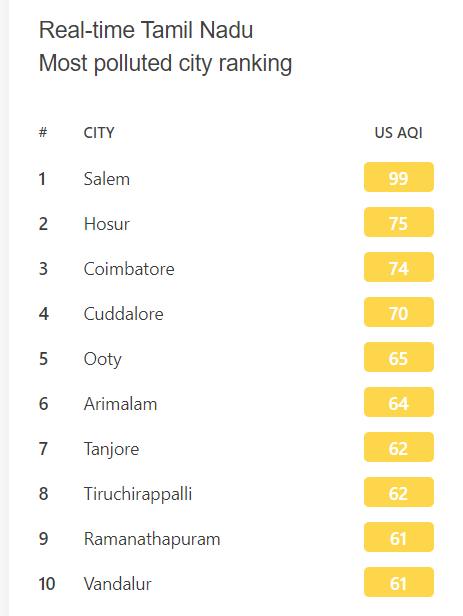 Real-time Tamil Nadu
Most polluted city ranking
# CITY US AQI
1 Salem 99
2 Hosur 75
3 Coimbatore 74
4 Cuddalore 70
5 Ooty 65
6 Arimalam 64
7 Tanjore 62
8 Tiruchirappalli 62
9 Ramanathapuram 61
10 Vandalur 61